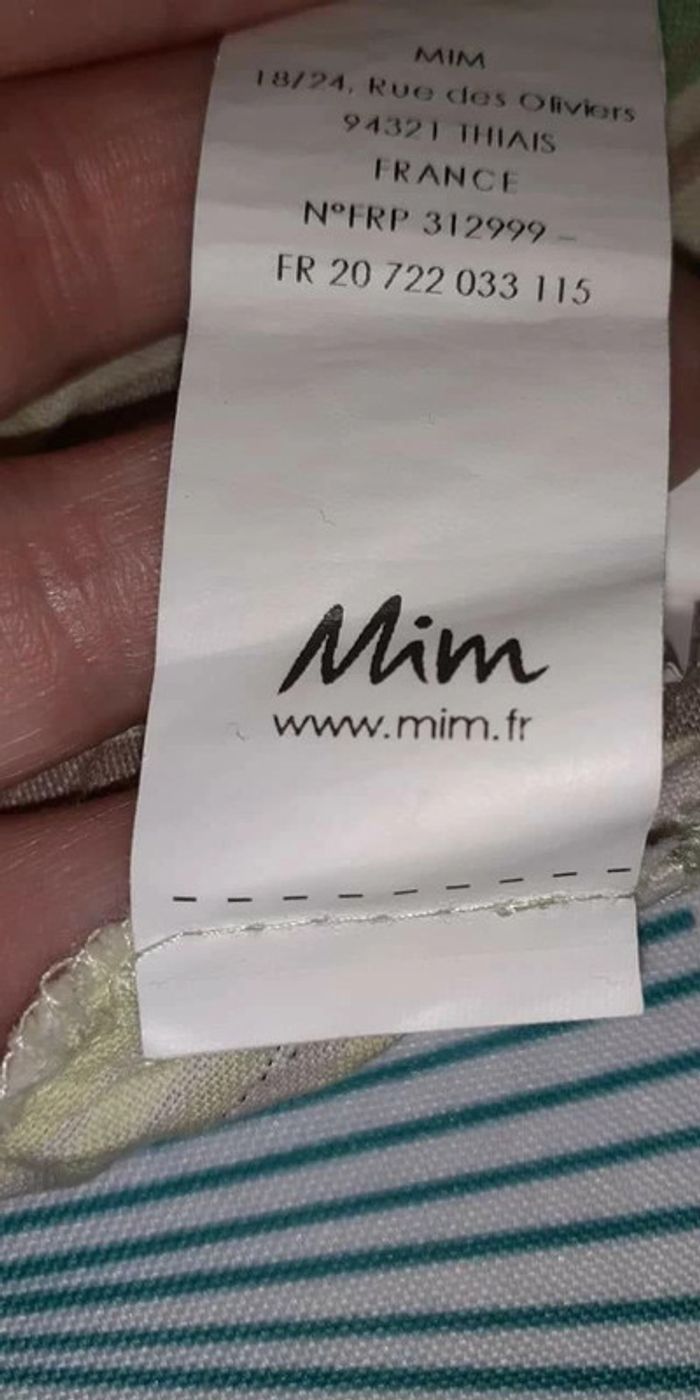 MIM
18/24, Rue des Oliviers
94321 THIAIS
FRANCE
N°FRP 312999 –
FR 20 722 033 115
Mim
www.mim.fr